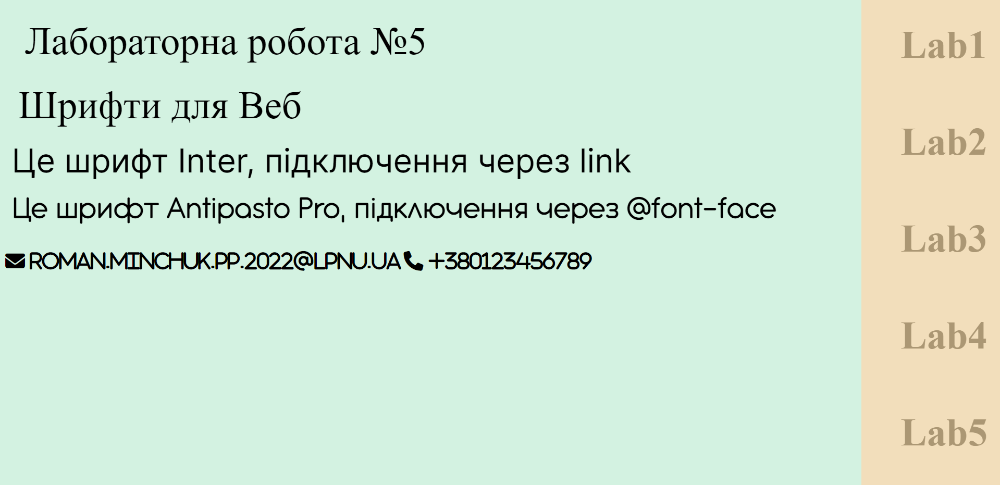 Лабораторна робота №5
Шрифти для Веб
Це шрифт Inter, підключення через link
Це шрифт Antipasto Pro, підключення через @font-face
ROMAN.MINCHUK.PP.2022@LPNU.UA +380123456789
Lab1
Lab2
Lab3
Lab4
Lab5